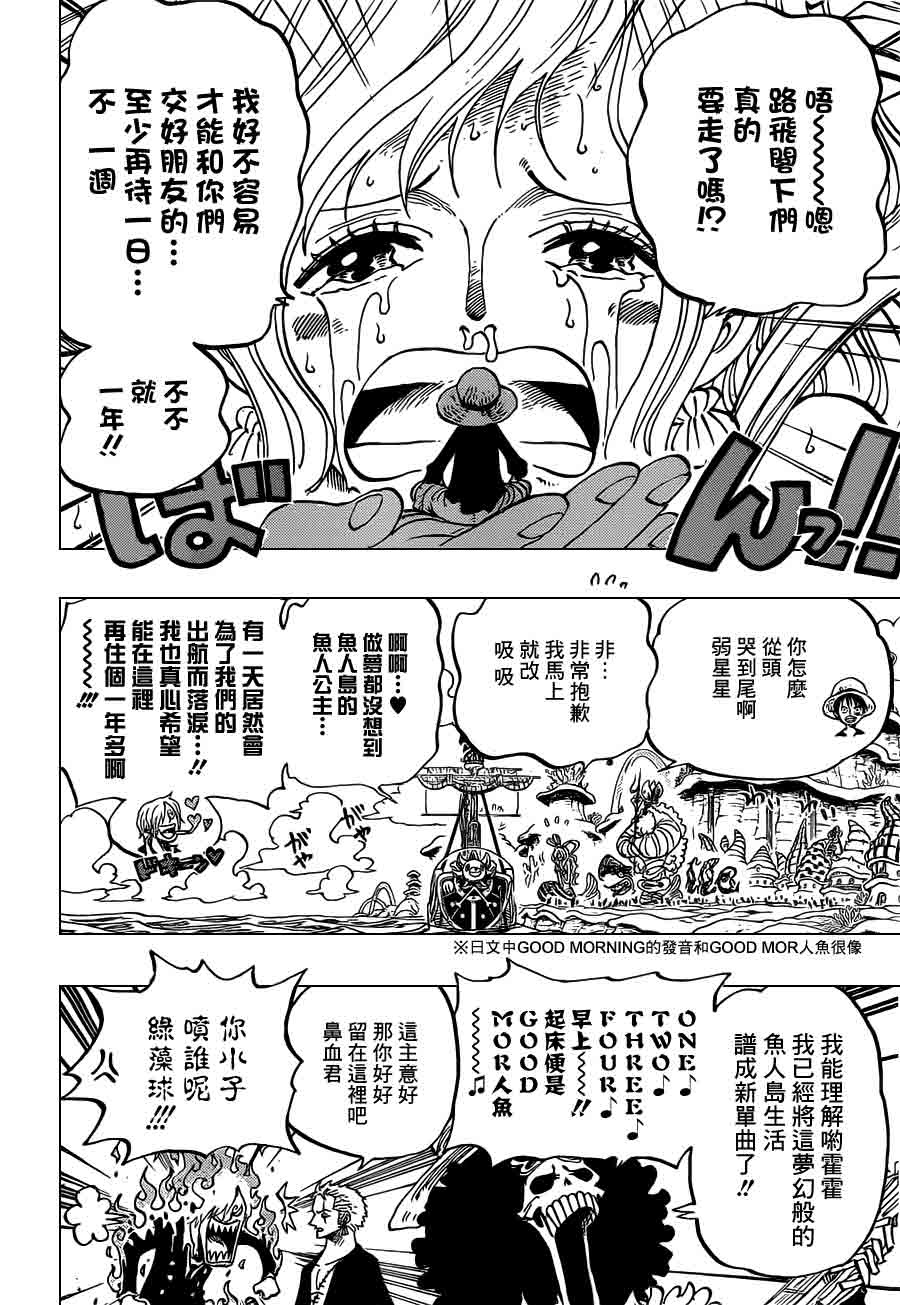 唔~嗯
路飛閣下們
真的
要走了嗎!?
我好不容易
才能和你們
交好朋友的…
至少再待一日…
不 一週
不不
就
一年!!
ばんっ!!
你怎麼
從頭
哭到尾啊
弱星星
非…
非常抱歉
我馬上
就改
吸吸
啊啊…♥
做夢都沒想到
魚人島的
魚人公主…
有一天居然會
為了我們的
出航而落淚…!!
我也真心希望
能在這裡
再住個一年多啊
~!!!
ドキーン♥
ガヤ
ガヤ
※日文中GOOD MORNING的發音和GOOD MOR人魚很像
我能理解喲霍霍
我已經將這夢幻般的
魚人島生活
譜成新單曲了!!
ONE♪
TWO♪
THREE♪
FOUR♪
早上~!!
起床便是
GOOD
MOR人魚
~♫
這主意好
那你好好
留在這裡吧
鼻血君
你小子
噴誰呢
綠藻球!!!